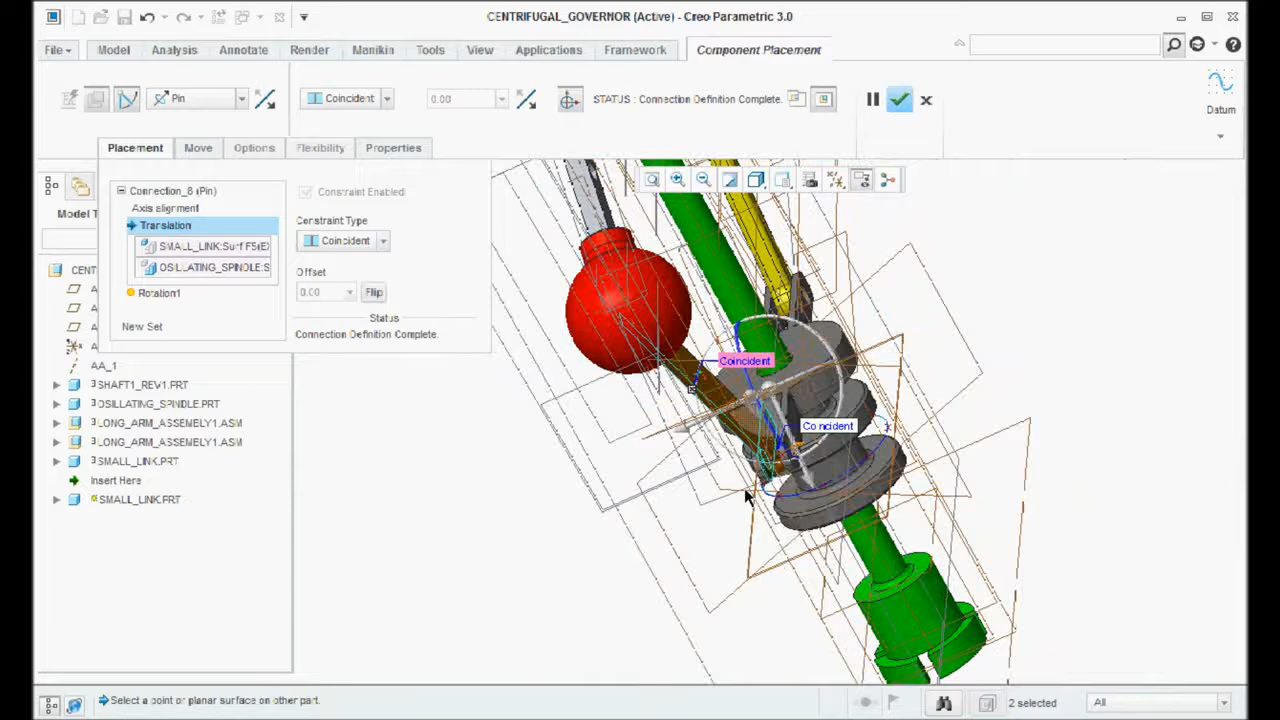 CENTRIFUGAL_GOVERNOR (Active) - Creo Parametric 3.0
File Model Analysis Annotate Render Manikin Tools View Applications Framework Component Placement
Pin Coincident 0.00 STATUS : Connection Definition Complete. Datum
Placement Move Options Flexibility Properties
Connection_8 (Pin)
Axis alignment
Translation
SMALL_LINK:Surf F5(E
OSILLATING_SPINDLE:S
Rotation1
New Set
Constraint Enabled
Constraint Type
Coincident
Offset
0.00 Flip
Status
Connection Definition Complete.
Model T
CENT
A
A
A
A
AA_1
SHAFT1_REV1.PRT
OSILLATING_SPINDLE.PRT
LONG_ARM_ASSEMBLY1.ASM
LONG_ARM_ASSEMBLY1.ASM
SMALL_LINK.PRT
Insert Here
SMALL_LINK.PRT
Coincident
Coincident
Select a point or planar surface on other part.
2 selected
All